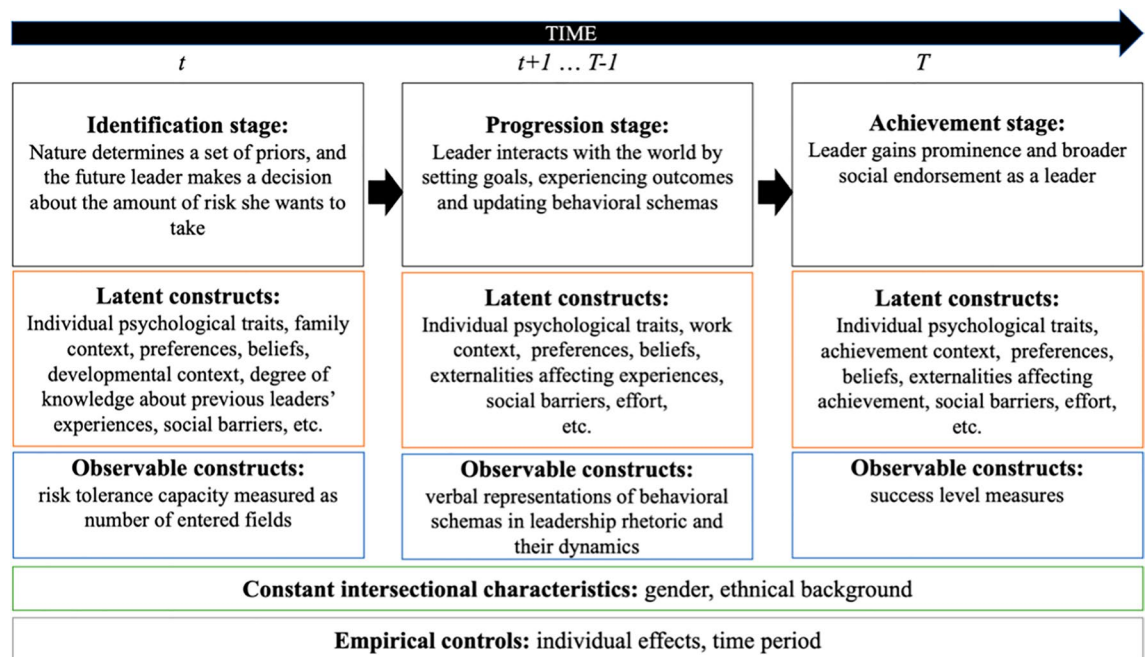 TIME
t
t+1 … T-1
T
Identification stage:
Nature determines a set of priors, and
the future leader makes a decision
about the amount of risk she wants to
take
Progression stage:
Leader interacts with the world by
setting goals, experiencing outcomes
and updating behavioral schemas
Achievement stage:
Leader gains prominence and broader
social endorsement as a leader
Latent constructs:
Individual psychological traits, family
context, preferences, beliefs,
developmental context, degree of
knowledge about previous leaders’
experiences, social barriers, etc.
Latent constructs:
Individual psychological traits, work
context, preferences, beliefs,
externalities affecting experiences,
social barriers, effort,
etc.
Latent constructs:
Individual psychological traits,
achievement context, preferences,
beliefs, externalities affecting
achievement, social barriers, effort,
etc.
Observable constructs:
risk tolerance capacity measured as
number of entered fields
Observable constructs:
verbal representations of behavioral
schemas in leadership rhetoric and
their dynamics
Observable constructs:
success level measures
Constant intersectional characteristics: gender, ethnical background
Empirical controls: individual effects, time period